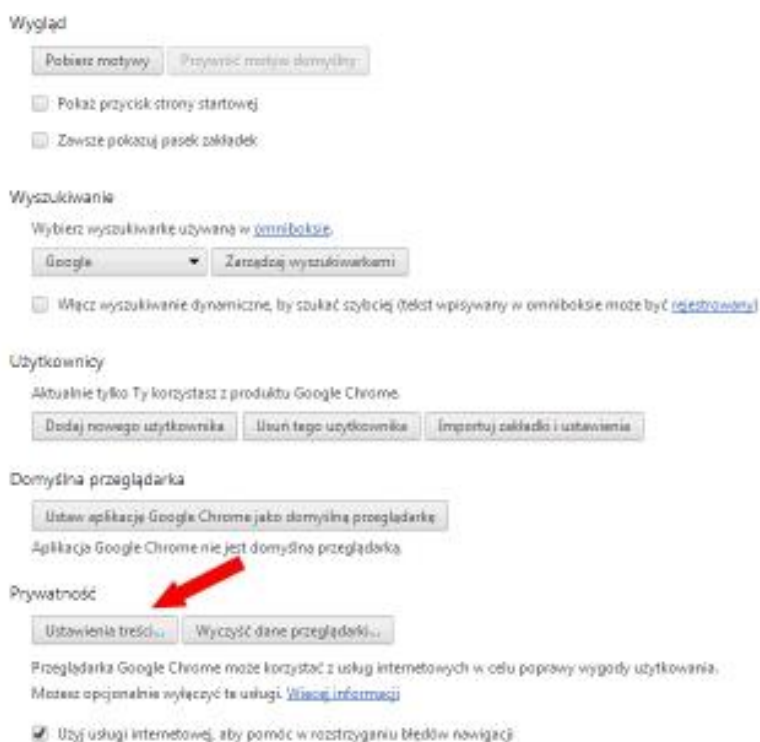 Wygląd
Pobierz motywy Przywróć motyw domyślny
Pokaż przycisk strony startowej
Zawsze pokazuj pasek zakładek
Wyszukiwanie
Wybierz wyszukiwarkę używaną w omniboksie.
Google Zarządzaj wyszukiwarkami
Włącz wyszukiwanie dynamiczne, by szukać szybciej (tekst wpisywany w omniboksie może być rejestrowany)
Użytkownicy
Aktualnie tylko Ty korzystasz z produktu Google Chrome.
Dodaj nowego użytkownika Usuń tego użytkownika Importuj zakładki i ustawienia
Domyślna przeglądarka
Ustaw aplikację Google Chrome jako domyślną przeglądarkę
Aplikacja Google Chrome nie jest domyślną przeglądarką.
Prywatność
Ustawienia treści... Wyczyść dane przeglądarki...
Przeglądarka Google Chrome może korzystać z usług internetowych w celu poprawy wygody użytkowania.
Możesz opcjonalnie wyłączyć te usługi. Więcej informacji
Użyj usługi internetowej, aby pomóc w rozstrzyganiu błędów nawigacji